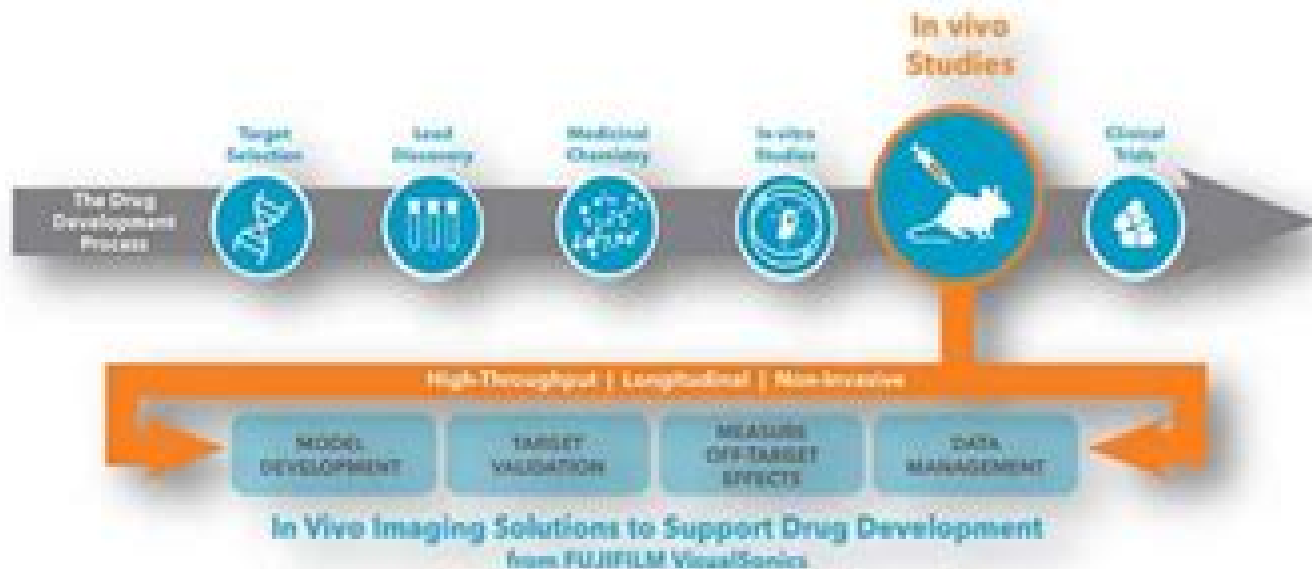 In vivo
Studies
Target
Selection
Lead
Discovery
Medicinal
Chemistry
In vitro
Studies
Clinical
Trials
The Drug
Development
Process
High-Throughput | Longitudinal | Non-Invasive
MODEL
DEVELOPMENT
TARGET
VALIDATION
MEASURE
OFF-TARGET
EFFECTS
DATA
MANAGEMENT
In Vivo Imaging Solutions to Support Drug Development
from FUJIFILM VisualSonics